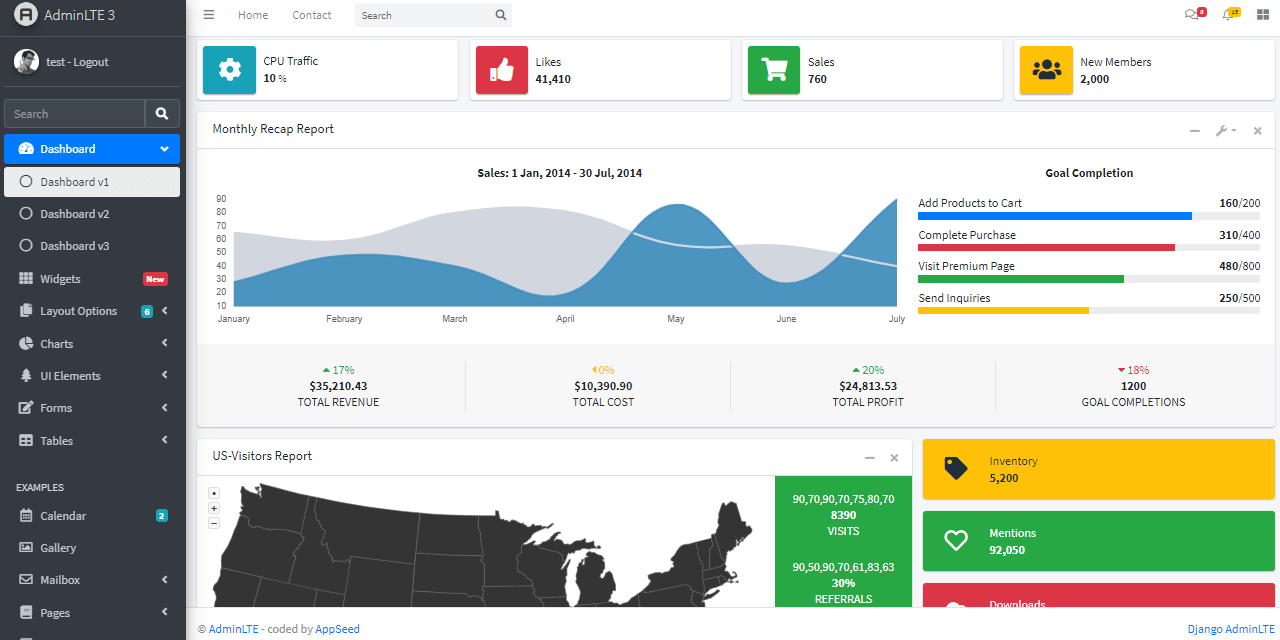 AdminLTE 3
test - Logout
Search
Dashboard
Dashboard v1
Dashboard v2
Dashboard v3
Widgets New
Layout Options 6
Charts
UI Elements
Forms
Tables
EXAMPLES
Calendar 2
Gallery
Mailbox
Pages
Home Contact Search
5 15
CPU Traffic
10 %
Likes
41,410
Sales
760
New Members
2,000
Monthly Recap Report
Sales: 1 Jan, 2014 - 30 Jul, 2014
90
80
70
60
50
40
30
20
10
January February March April May June July
Goal Completion
Add Products to Cart 160/200
Complete Purchase 310/400
Visit Premium Page 480/800
Send Inquiries 250/500
17%
$35,210.43
TOTAL REVENUE
0%
$10,390.90
TOTAL COST
20%
$24,813.53
TOTAL PROFIT
18%
1200
GOAL COMPLETIONS
US-Visitors Report
+
−
90,70,90,70,75,80,70
8390
VISITS
90,50,90,70,61,83,63
30%
REFERRALS
Inventory
5,200
Mentions
92,050
Downloads
© AdminLTE - coded by AppSeed
Django AdminLTE